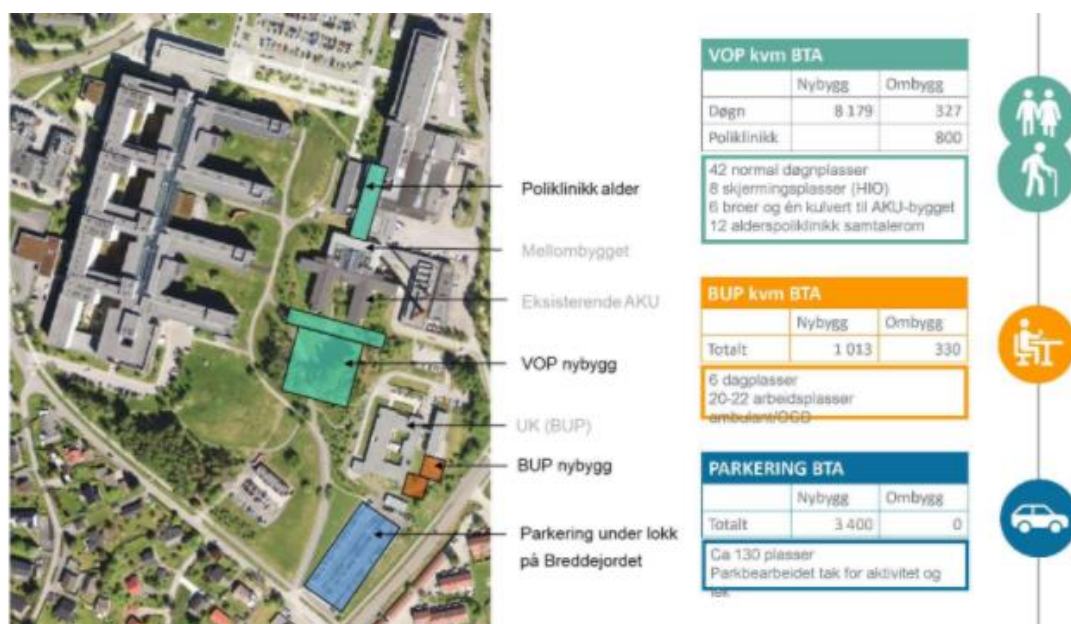 Poliklinikk alder
Mellombygget
Eksisterende AKU
VOP nybygg
UK (BUP)
BUP nybygg
Parkering under lokk
på Breddejordet
VOP kvm BTA
Nybygg Ombygg
Døgn 8 179 327
Poliklinikk 800
42 normal døgnplasser
8 skjermingsplasser (HIO)
6 broer og én kulvert til AKU-bygget
12 alderspoliklinikk samtalerom
BUP kvm BTA
Nybygg Ombygg
Totalt 1 013 330
6 dagplasser
20-22 arbeidsplasser
ambulant/OCD
PARKERING BTA
Nybygg Ombygg
Totalt 3 400 0
Ca 130 plasser
Parkbearbeidet tak for aktivitet og
lek